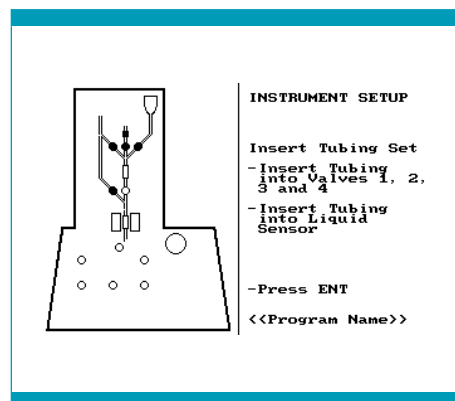 INSTRUMENT SETUP
Insert Tubing Set
-Insert Tubing
into Valves 1, 2,
3 and 4
-Insert Tubing
into Liquid
Sensor
-Press ENT
<<Program Name>>